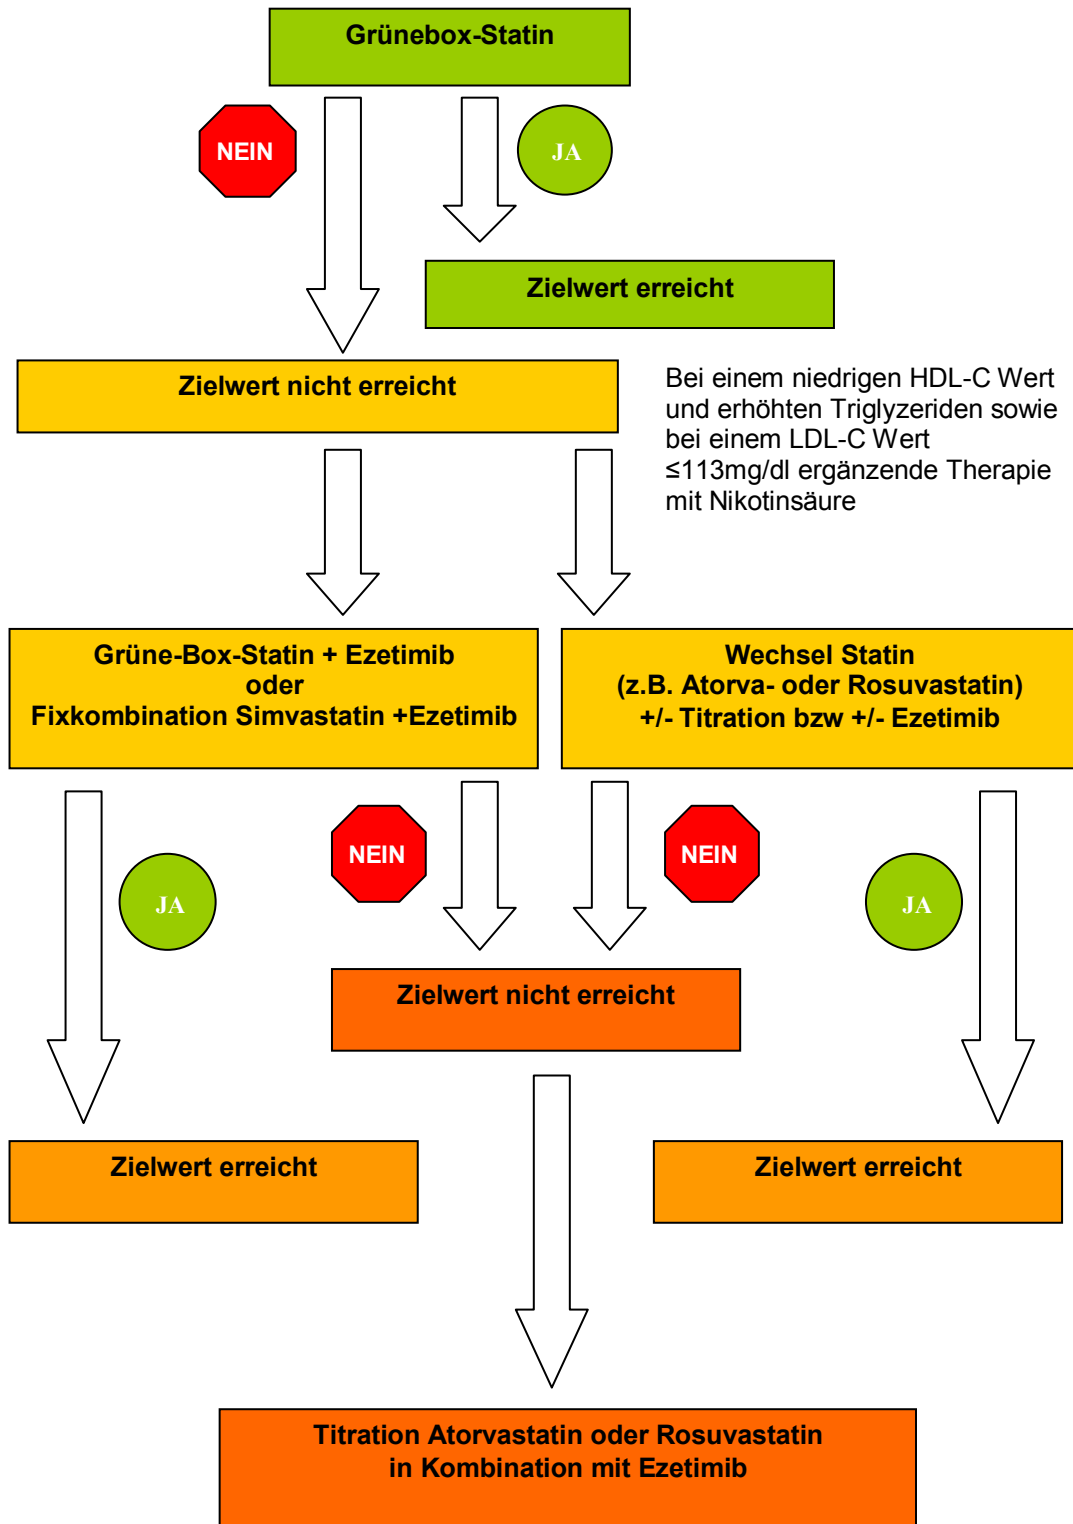 Grünebox-Statin
NEIN
JA
Zielwert erreicht
Zielwert nicht erreicht
Bei einem niedrigen HDL-C Wert
und erhöhten Triglyzeriden sowie
bei einem LDL-C Wert
≤113mg/dl ergänzende Therapie
mit Nikotinsäure
Grüne-Box-Statin + Ezetimib
oder
Fixkombination Simvastatin +Ezetimib
Wechsel Statin
(z.B. Atorva- oder Rosuvastatin)
+/- Titration bzw +/- Ezetimib
JA
NEIN
NEIN
JA
Zielwert nicht erreicht
Zielwert erreicht
Zielwert erreicht
Titration Atorvastatin oder Rosuvastatin
in Kombination mit Ezetimib